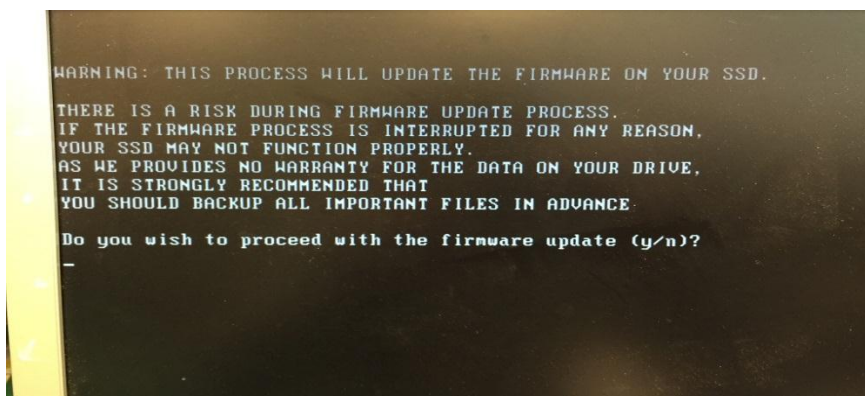 WARNING: THIS PROCESS WILL UPDATE THE FIRMWARE ON YOUR SSD.
THERE IS A RISK DURING FIRMWARE UPDATE PROCESS.
IF THE FIRMWARE PROCESS IS INTERRUPTED FOR ANY REASON,
YOUR SSD MAY NOT FUNCTION PROPERLY.
AS WE PROVIDES NO WARRANTY FOR THE DATA ON YOUR DRIVE,
IT IS STRONGLY RECOMMENDED THAT
YOU SHOULD BACKUP ALL IMPORTANT FILES IN ADVANCE.
Do you wish to proceed with the firmware update (y/n)?